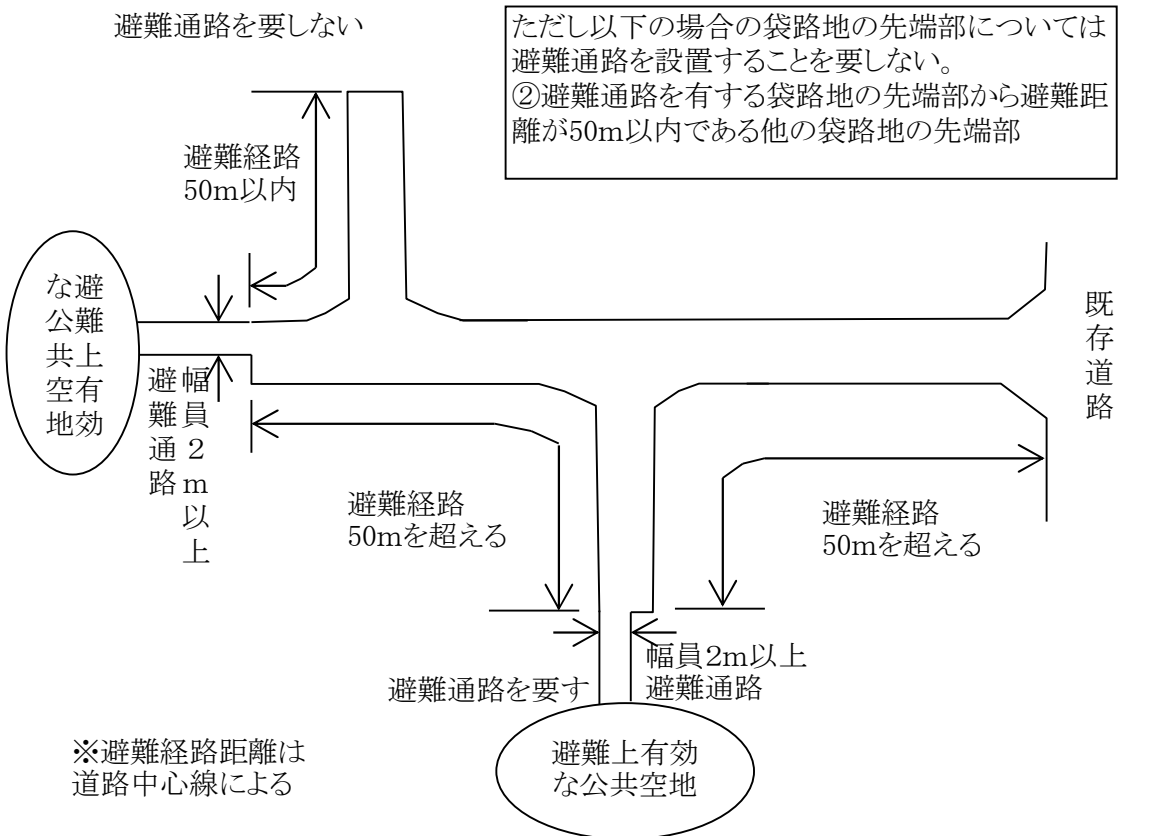 避難通路を要しない
ただし以下の場合の袋路地の先端部については
避難通路を設置することを要しない。
②避難通路を有する袋路地の先端部から避難距
離が50m以内である他の袋路地の先端部
避難経路
50m以内
避難上有効
な公共空地
幅員2m以上
避難通路
既存道路
避難経路
50mを超える
避難経路
50mを超える
幅員2m以上
避難通路
避難通路を要す
避難上有効
な公共空地
※避難経路距離は
道路中心線による